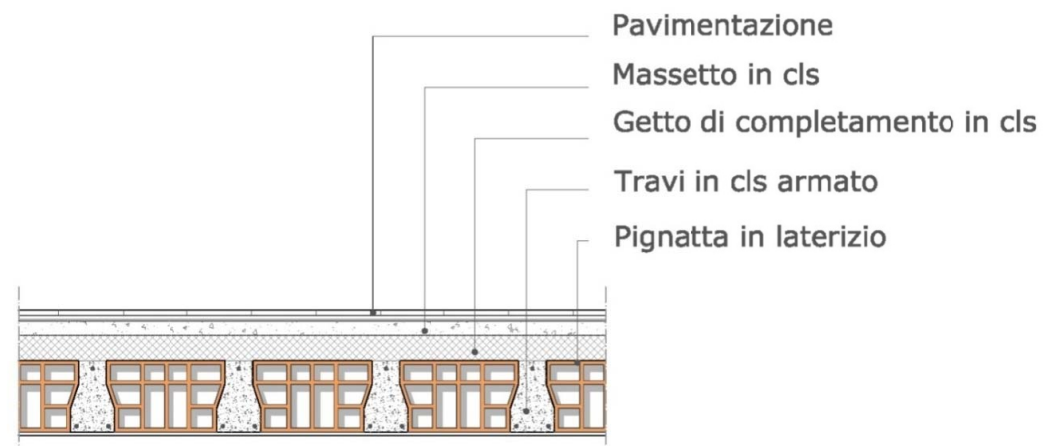 Pavimentazione
Massetto in cls
Getto di completamento in cls
Travi in cls armato
Pignatta in laterizio